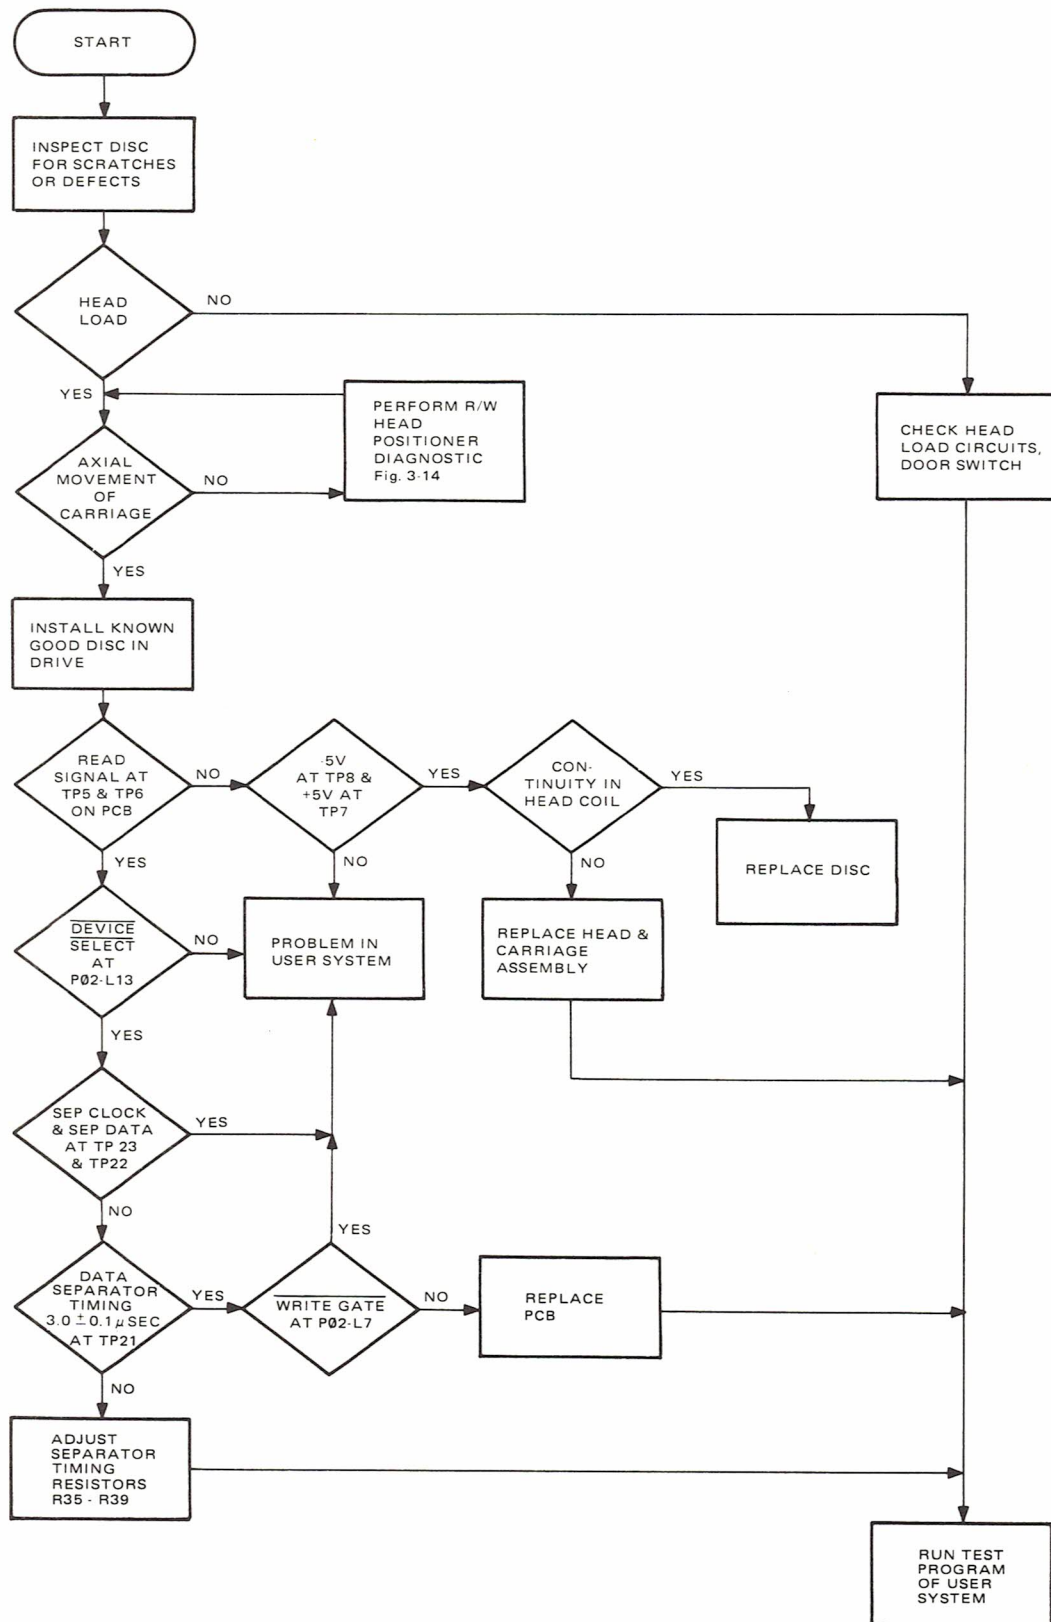 START
INSPECT DISC
FOR SCRATCHES
OR DEFECTS
HEAD
LOAD
NO
YES
PERFORM R/W
HEAD
POSITIONER
DIAGNOSTIC
Fig. 3-14
CHECK HEAD
LOAD CIRCUITS,
DOOR SWITCH
AXIAL
MOVEMENT
OF
CARRIAGE
NO
YES
INSTALL KNOWN
GOOD DISC IN
DRIVE
READ
SIGNAL AT
TP5 & TP6
ON PCB
NO
-5V
AT TP8 &
+5V AT
TP7
YES
CON-
TINUITY IN
HEAD COIL
YES
REPLACE DISC
YES
NO
NO
DEVICE
SELECT
AT
PØ2-L13
NO
PROBLEM IN
USER SYSTEM
REPLACE HEAD &
CARRIAGE
ASSEMBLY
YES
SEP CLOCK
& SEP DATA
AT TP 23
& TP22
YES
NO
YES
DATA
SEPARATOR
TIMING
3.0 ± 0.1 µSEC
AT TP21
YES
WRITE GATE
AT PØ2-L7
NO
REPLACE
PCB
NO
ADJUST
SEPARATOR
TIMING
RESISTORS
R35 - R39
RUN TEST
PROGRAM
OF USER
SYSTEM